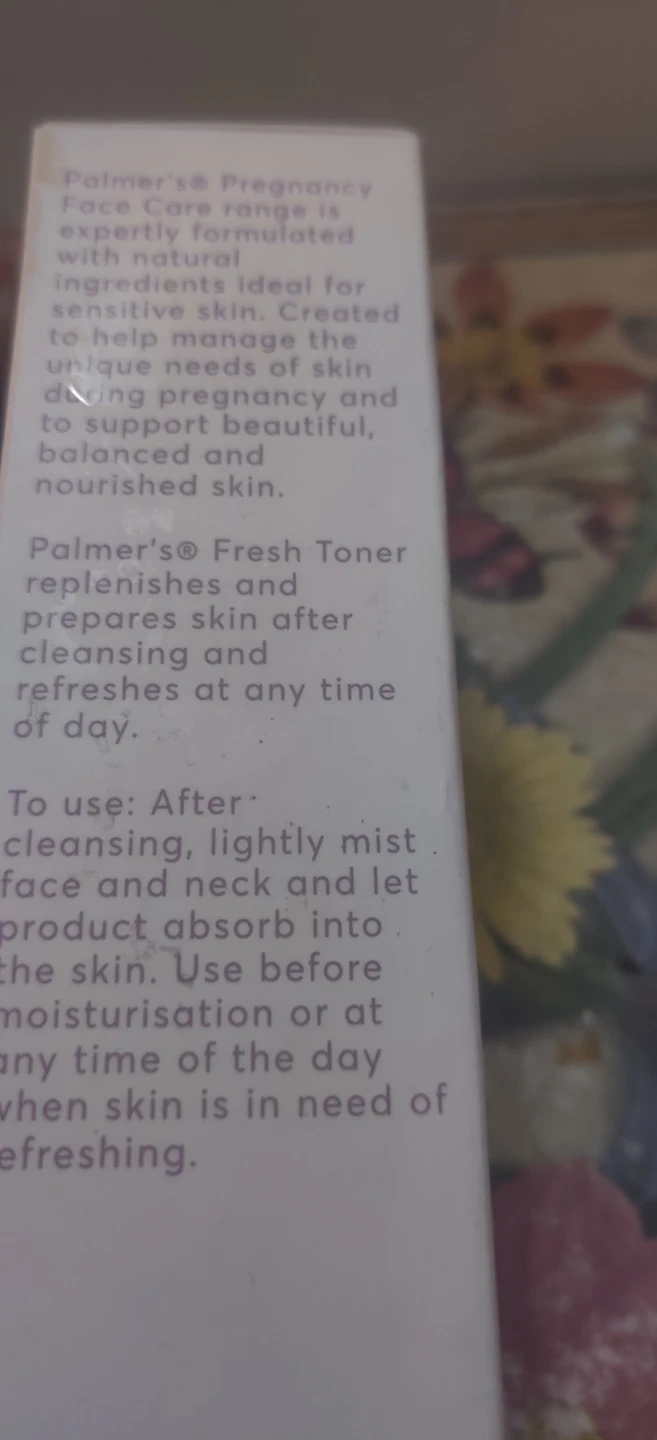 Palmer's® Pregnancy
Face Care range is
expertly formulated
with natural
ingredients ideal for
sensitive skin. Created
to help manage the
unique needs of skin
during pregnancy and
to support beautiful,
balanced and
nourished skin.
Palmer's® Fresh Toner
replenishes and
prepares skin after
cleansing and
refreshes at any time
of day.
To use: After
cleansing, lightly mist
face and neck and let
product absorb into
the skin. Use before
moisturisation or at
any time of the day
when skin is in need of
efreshing.